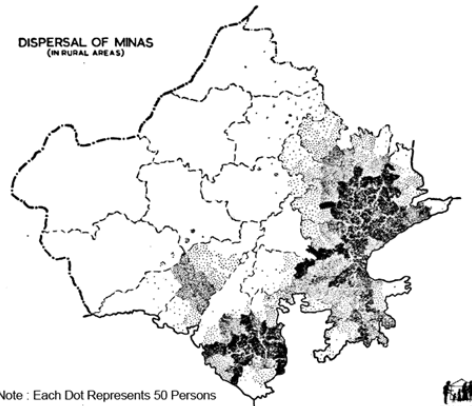 DISPERSAL OF MINAS
(IN RURAL AREAS)
Note : Each Dot Represents 50 Persons